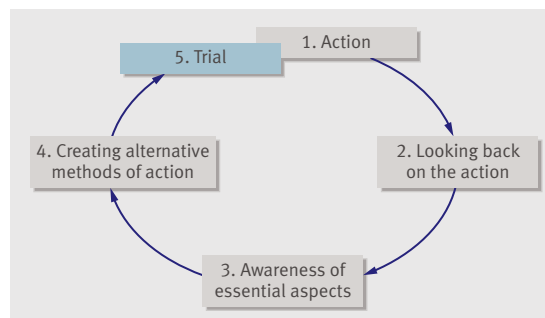 1. Action
5. Trial
2. Looking back
on the action
4. Creating alternative
methods of action
3. Awareness of
essential aspects